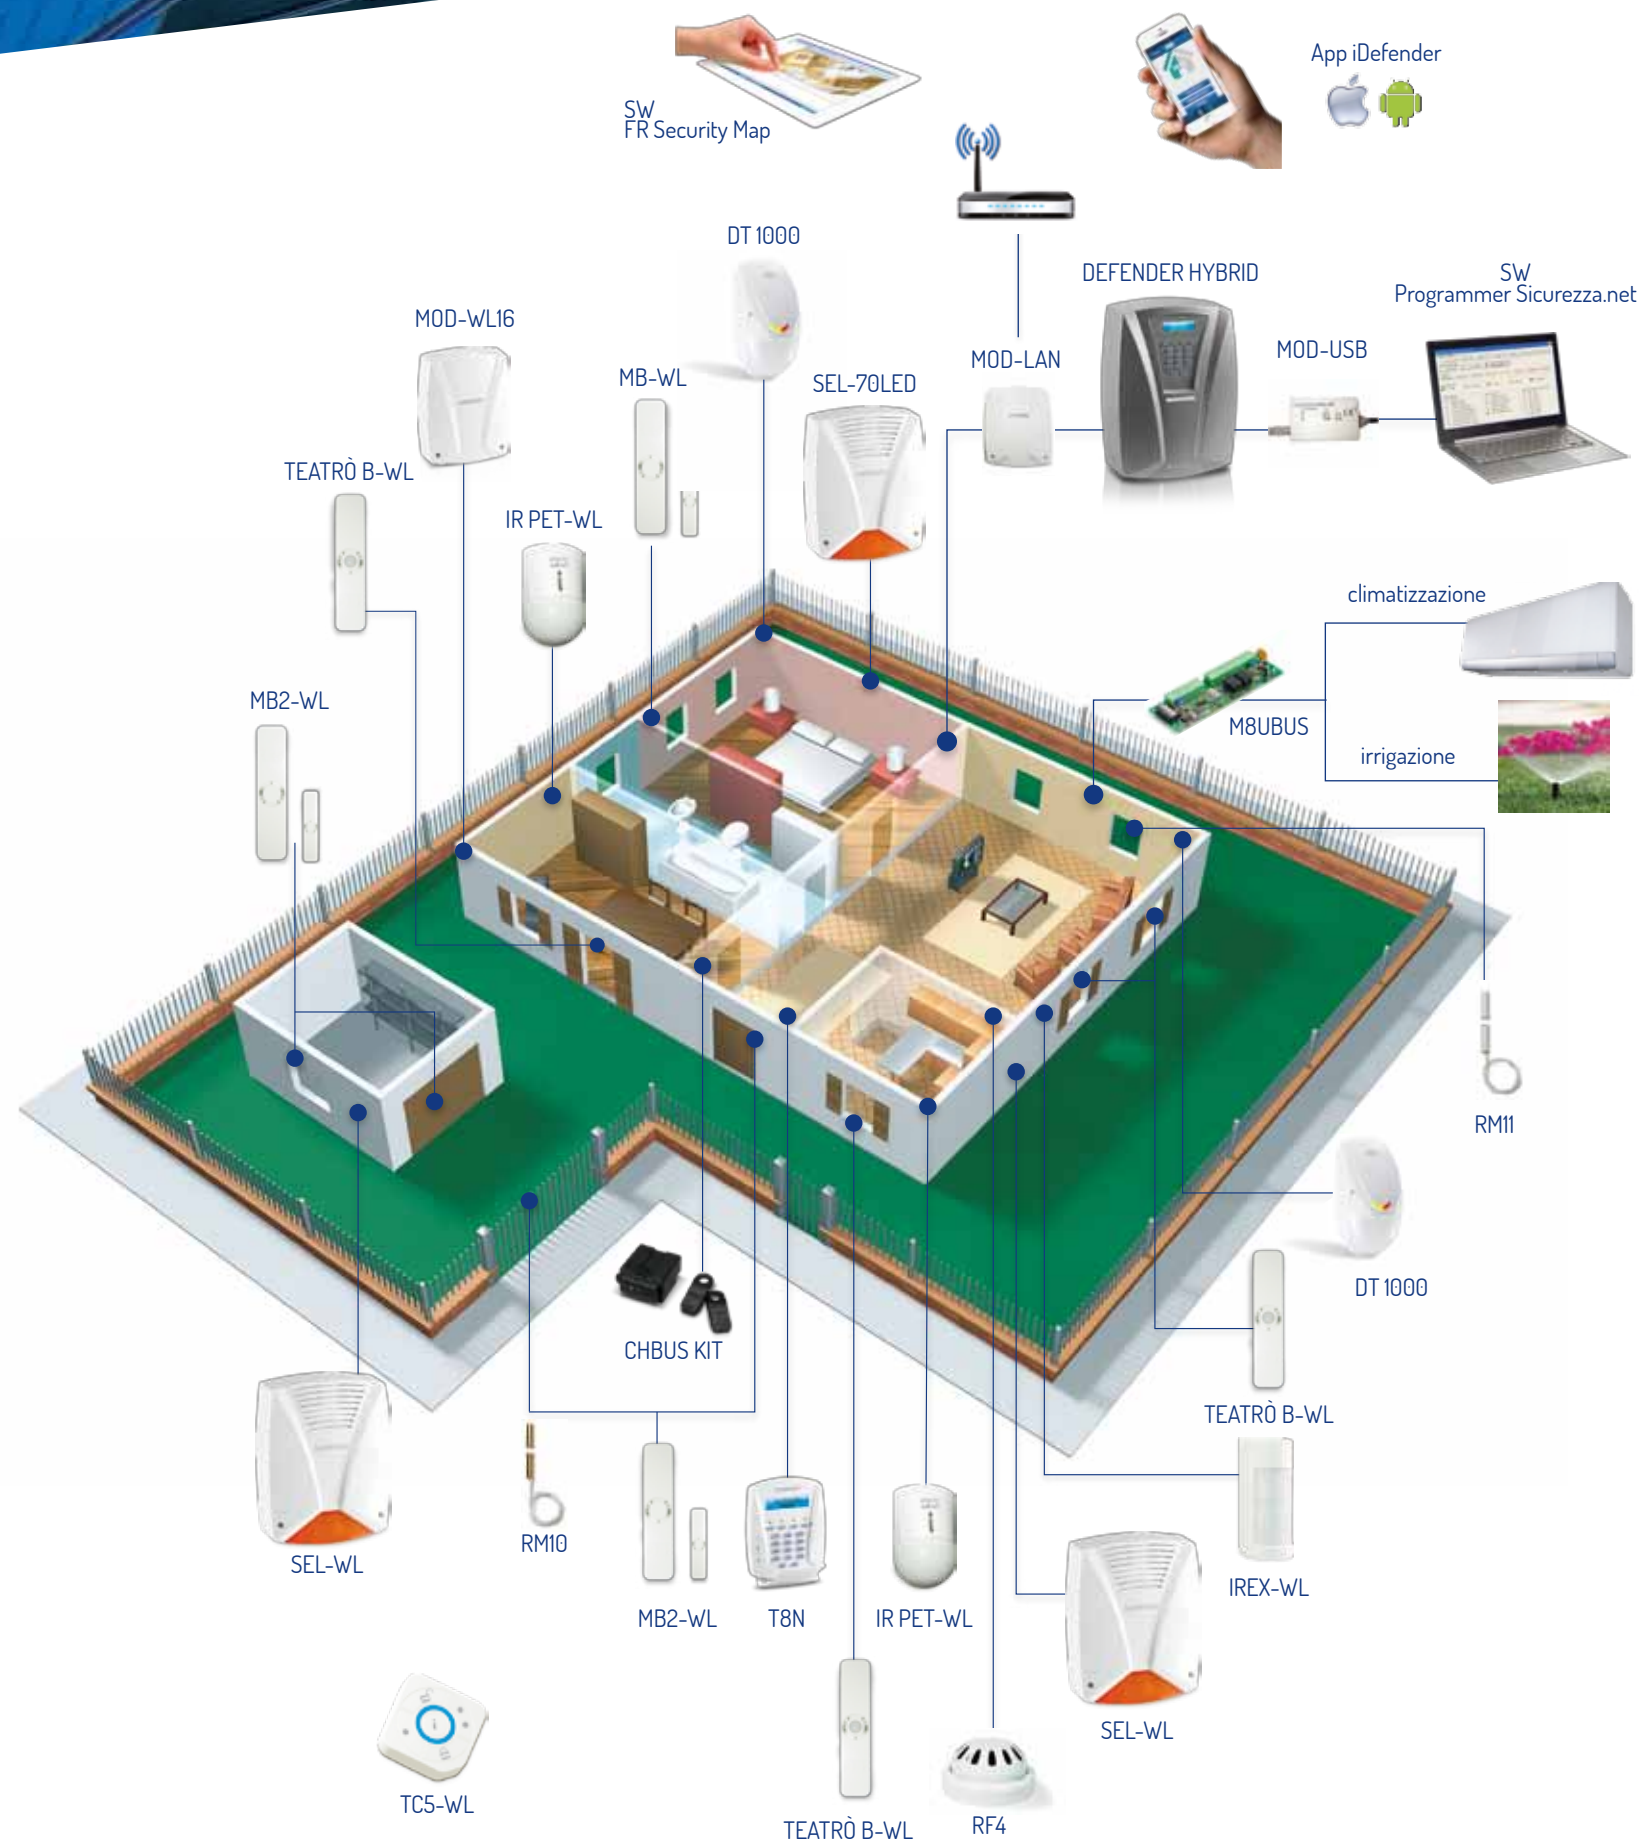 App iDefender
SW
FR Security Map
DT 1000
DEFENDER HYBRID
SW
Programmer Sicurezza.net
MOD-WL16
MOD-LAN
MOD-USB
MB-WL
SEL-70LED
TEATRÒ B-WL
IR PET-WL
climatizzazione
MB2-WL
M8UBUS
irrigazione
RM11
DT 1000
CHBUS KIT
TEATRÒ B-WL
RM10
SEL-WL
IREX-WL
MB2-WL
T8N
IR PET-WL
SEL-WL
TC5-WL
RF4
TEATRÒ B-WL